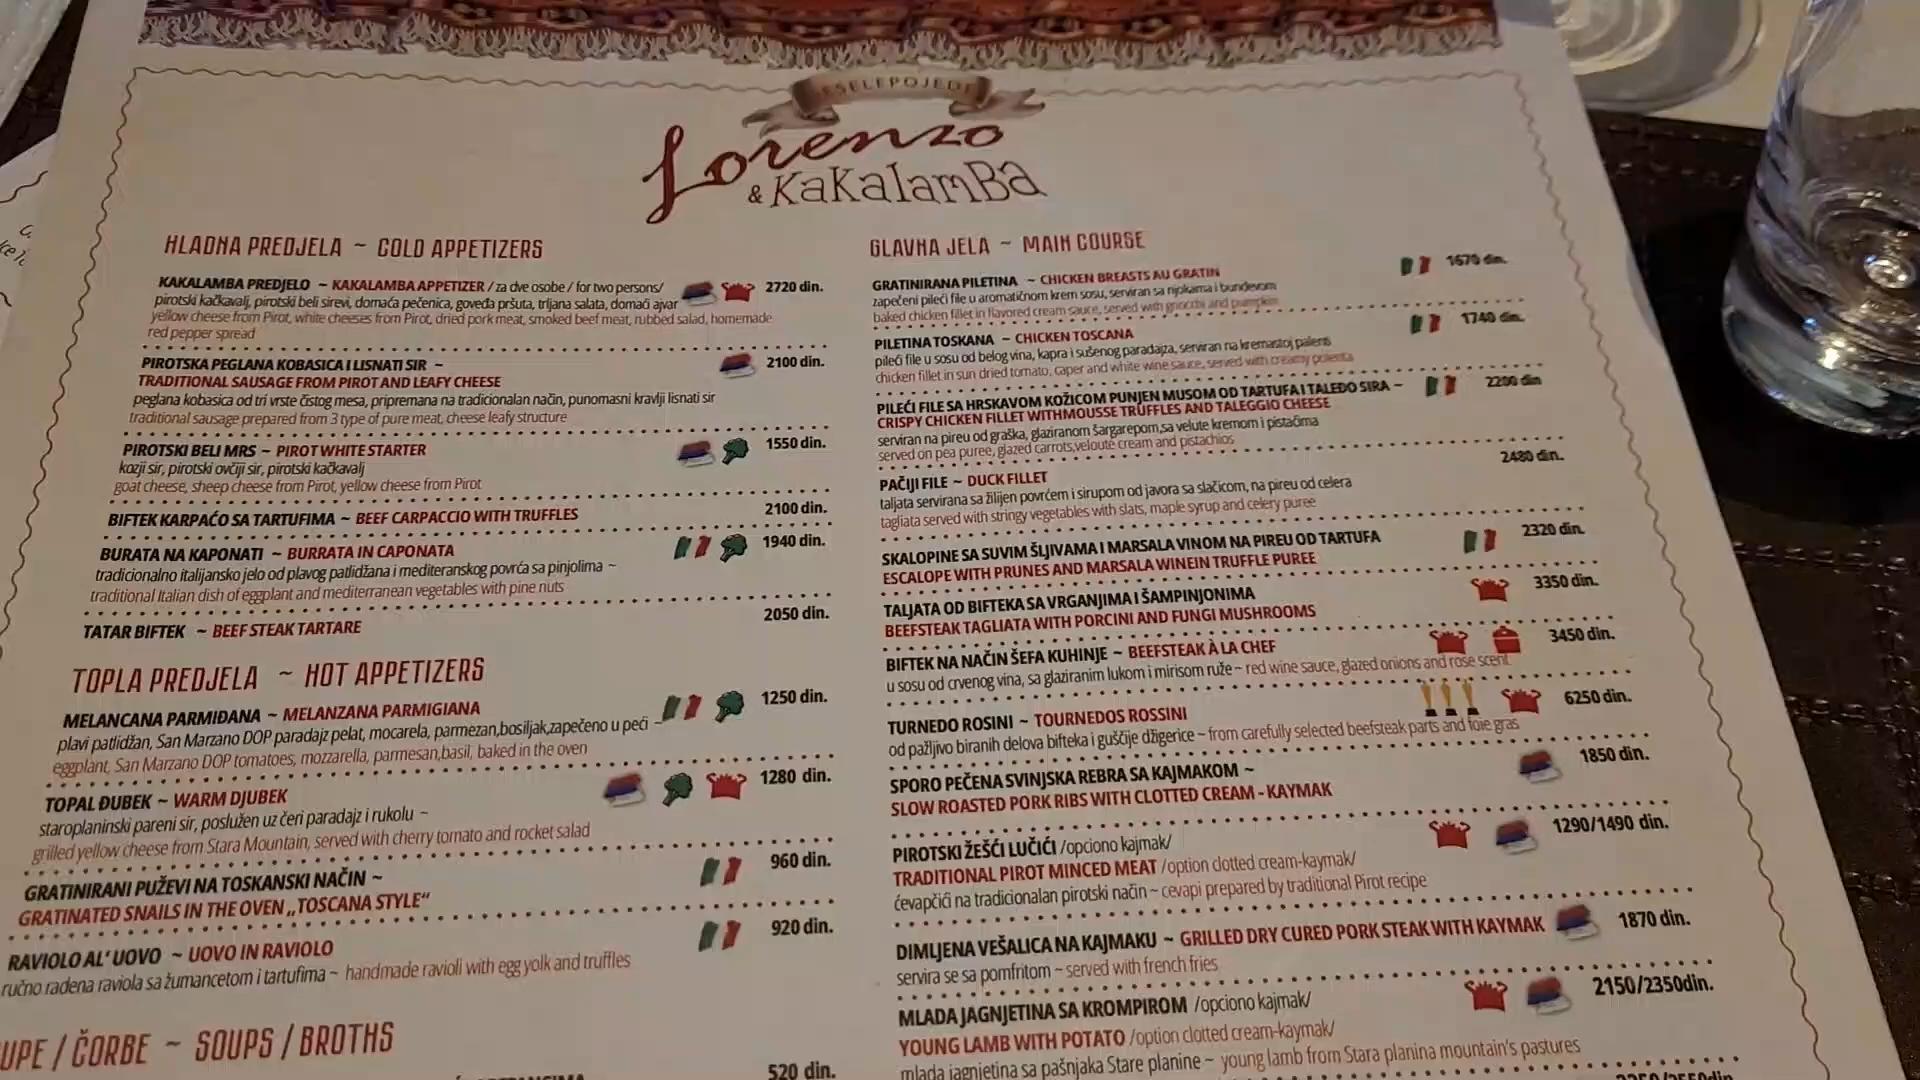 Lorenzo
& KaKalamBa
HLADNA PREDJELA ~ COLD APPETIZERS
KAKALAMBA PREDJELO ~ KAKALAMBA APPETIZER / za dve osobe / for two persons/ 2720 din.
pirotski kačkavalj, pirotski beli sirevi, domaća pečenica, goveđa pršuta, trljana salata, domaći ajvar
yellow cheese from Pirot, white cheeses from Pirot, dried pork meat, smoked beef meat, rubbed salad, homemade
red pepper spread
PIROTSKA PEGLANA KOBASICA I LISNATI SIR ~ 2100 din.
TRADITIONAL SAUSAGE FROM PIROT AND LEAFY CHEESE
peglana kobasica od tri vrste čistog mesa, pripremana na tradicionalan način, punomasni kravlji lisnati sir
traditional sausage prepared from 3 type of pure meat, cheese leafy structure
PIROTSKI BELI MRS ~ PIROT WHITE STARTER 1550 din.
kozji sir, pirotski ovčiji sir, pirotski kačkavalj
goat cheese, sheep cheese from Pirot, yellow cheese from Pirot
BIFTEK KARPAĆO SA TARTUFIMA ~ BEEF CARPACCIO WITH TRUFFLES 2100 din.
BURATA NA KAPONATI ~ BURRATA IN CAPONATA 1940 din.
tradicionalno italijansko jelo od plavog patlidžana i mediteranskog povrća sa pinjolima ~
traditional Italian dish of eggplant and mediterranean vegetables with pine nuts
TATAR BIFTEK ~ BEEF STEAK TARTARE 2050 din.
TOPLA PREDJELA ~ HOT APPETIZERS
MELANCANA PARMIĐANA ~ MELANZANA PARMIGIANA 1250 din.
plavi patlidžan, San Marzano DOP paradajz pelat, mocarela, parmezan,bosiljak,zapečeno u peći ~
eggplant, San Marzano DOP tomatoes, mozzarella, parmesan,basil, baked in the oven
TOPAL ĐUBEK ~ WARM DJUBEK 1280 din.
staroplaninski pareni sir, poslužen uz čeri paradajz i rukolu ~
grilled yellow cheese from Stara Mountain, served with cherry tomato and rocket salad
GRATINIRANI PUŽEVI NA TOSKANSKI NAČIN ~ 960 din.
GRATINATED SNAILS IN THE OVEN „TOSCANA STYLE“
RAVIOLO AL' UOVO ~ UOVO IN RAVIOLO 920 din.
ručno rađena raviola sa žumancetom i tartufima ~ handmade ravioli with egg yolk and truffles
UPE / ČORBE ~ SOUPS / BROTHS
520 din.
GLAVNA JELA ~ MAIN COURSE
GRATINIRANA PILETINA ~ CHICKEN BREASTS AU GRATIN 1670 din.
zapečeni pileći file u aromatičnom krem sosu, serviran sa njokama i bundevom
baked chicken fillet in flavored cream sauce, served with gnocchi and pumpkin
PILETINA TOSKANA ~ CHICKEN TOSCANA 1740 din.
pileći file u sosu od belog vina, kapra i sušenog paradajza, serviran na kremastoj palenti
chicken fillet in sun dried tomato, caper and white wine sauce, served with creamy polenta
PILEĆI FILE SA HRSKAVOM KOŽICOM PUNJEN MUSOM OD TARTUFA I TALEĐO SIRA ~ 2200 din
CRISPY CHICKEN FILLET WITHMOUSSE TRUFFLES AND TALEGGIO CHEESE
serviran na pireu od graška, glaziranom šargarepom,sa velute kremom i pistaćima
served on pea puree, glazed carrots,veloute cream and pistachios
PAČIJI FILE ~ DUCK FILLET 2480 din.
taljata servirana sa žilijen povrćem i sirupom od javora sa slačicom, na pireu od celera
tagliata served with stringy vegetables with slats, maple syrup and celery puree
SKALOPINE SA SUVIM ŠLJIVAMA I MARSALA VINOM NA PIREU OD TARTUFA 2320 din.
ESCALOPE WITH PRUNES AND MARSALA WINEIN TRUFFLE PUREE
TALJATA OD BIFTEKA SA VRGANJIMA I ŠAMPINJONIMA 3350 din.
BEEFSTEAK TAGLIATA WITH PORCINI AND FUNGI MUSHROOMS
BIFTEK NA NAČIN ŠEFA KUHINJE ~ BEEFSTEAK À LA CHEF 3450 din.
u sosu od crvenog vina, sa glaziranim lukom i mirisom ruže ~ red wine sauce, glazed onions and rose scent
TURNEDO ROSINI ~ TOURNEDOS ROSSINI 6250 din.
od pažljivo biranih delova bifteka i guščije džigerice ~ from carefully selected beefsteak parts and foie gras
SPORO PEČENA SVINJSKA REBRA SA KAJMAKOM ~ 1850 din.
SLOW ROASTED PORK RIBS WITH CLOTTED CREAM - KAYMAK
PIROTSKI ŽEŠĆI LUČIĆI /opciono kajmak/ 1290/1490 din.
TRADITIONAL PIROT MINCED MEAT /option clotted cream-kaymak/
ćevapčići na tradicionalan pirotski način ~ cevapi prepared by traditional Pirot recipe
DIMLJENA VEŠALICA NA KAJMAKU ~ GRILLED DRY CURED PORK STEAK WITH KAYMAK 1870 din.
servira se sa pomfritom ~ served with french fries
MLADA JAGNJETINA SA KROMPIROM /opciono kajmak/ 2150/2350din.
YOUNG LAMB WITH POTATO /option clotted cream-kaymak/
mlada jagnjetina sa pašnjaka Stare planine ~ young lamb from Stara planina mountain's pastures